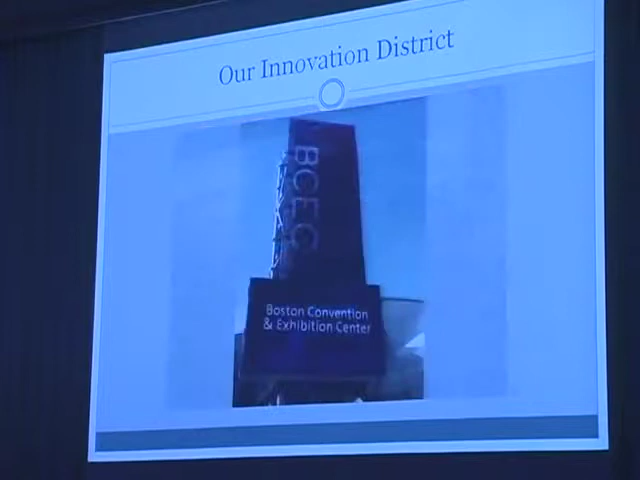 Our Innovation District
BCEC
Boston Convention
& Exhibition Center